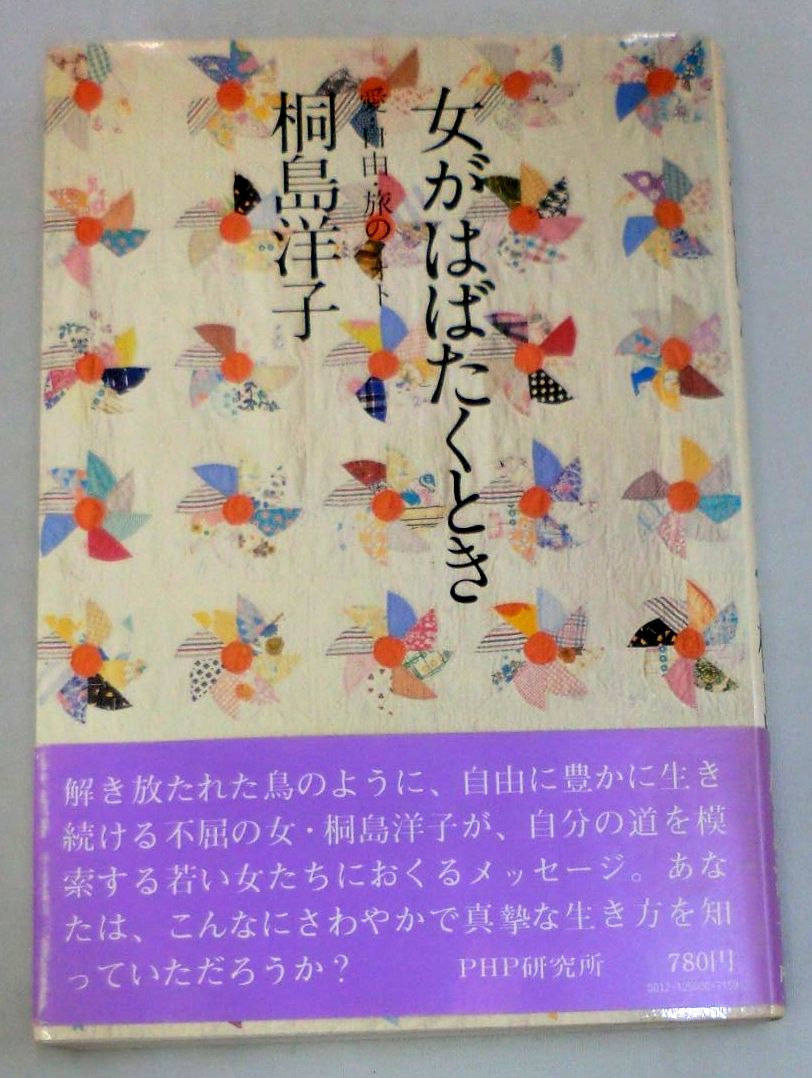 女がはばたくとき
愛・自由・旅の
桐島洋子
解き放たれた鳥のように、自由に豊かに生き
続ける不屈の女・桐島洋子が、自分の道を模
索する若い女たちにおくるメッセージ。あな
たは、こんなにさわやかで真摯な生き方を知
っていただろうか？ PHP研究所 780円